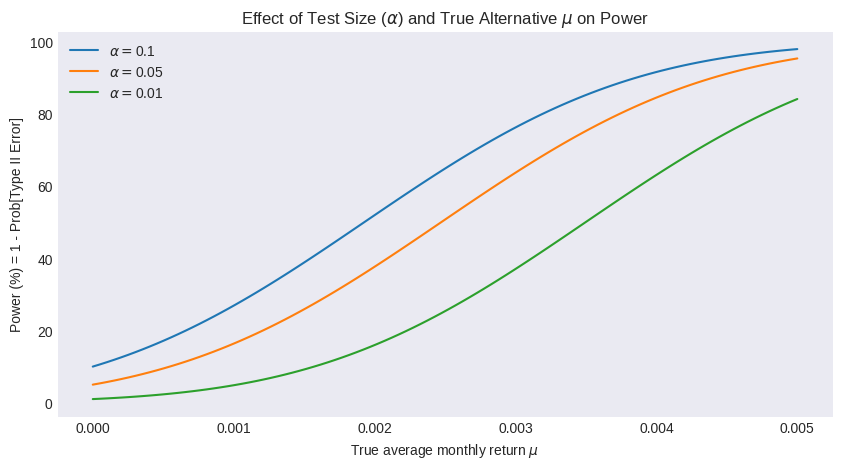 Effect of Test Size (α) and True Alternative μ on Power
α = 0.1
α = 0.05
α = 0.01
Power (%) = 1 - Prob[Type II Error]
100
80
60
40
20
0
0.000 0.001 0.002 0.003 0.004 0.005
True average monthly return μ